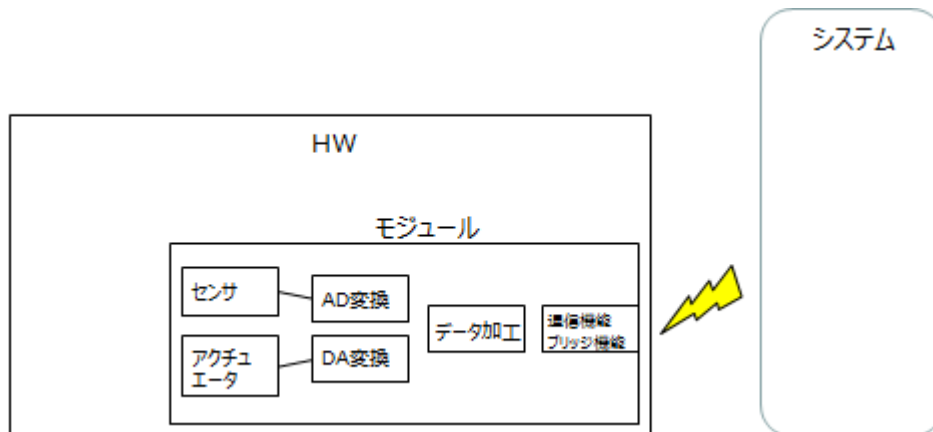 システム
HW
モジュール
センサ
AD変換
データ加工
通信機能
ブリッジ機能
アクチュ
エータ
DA変換